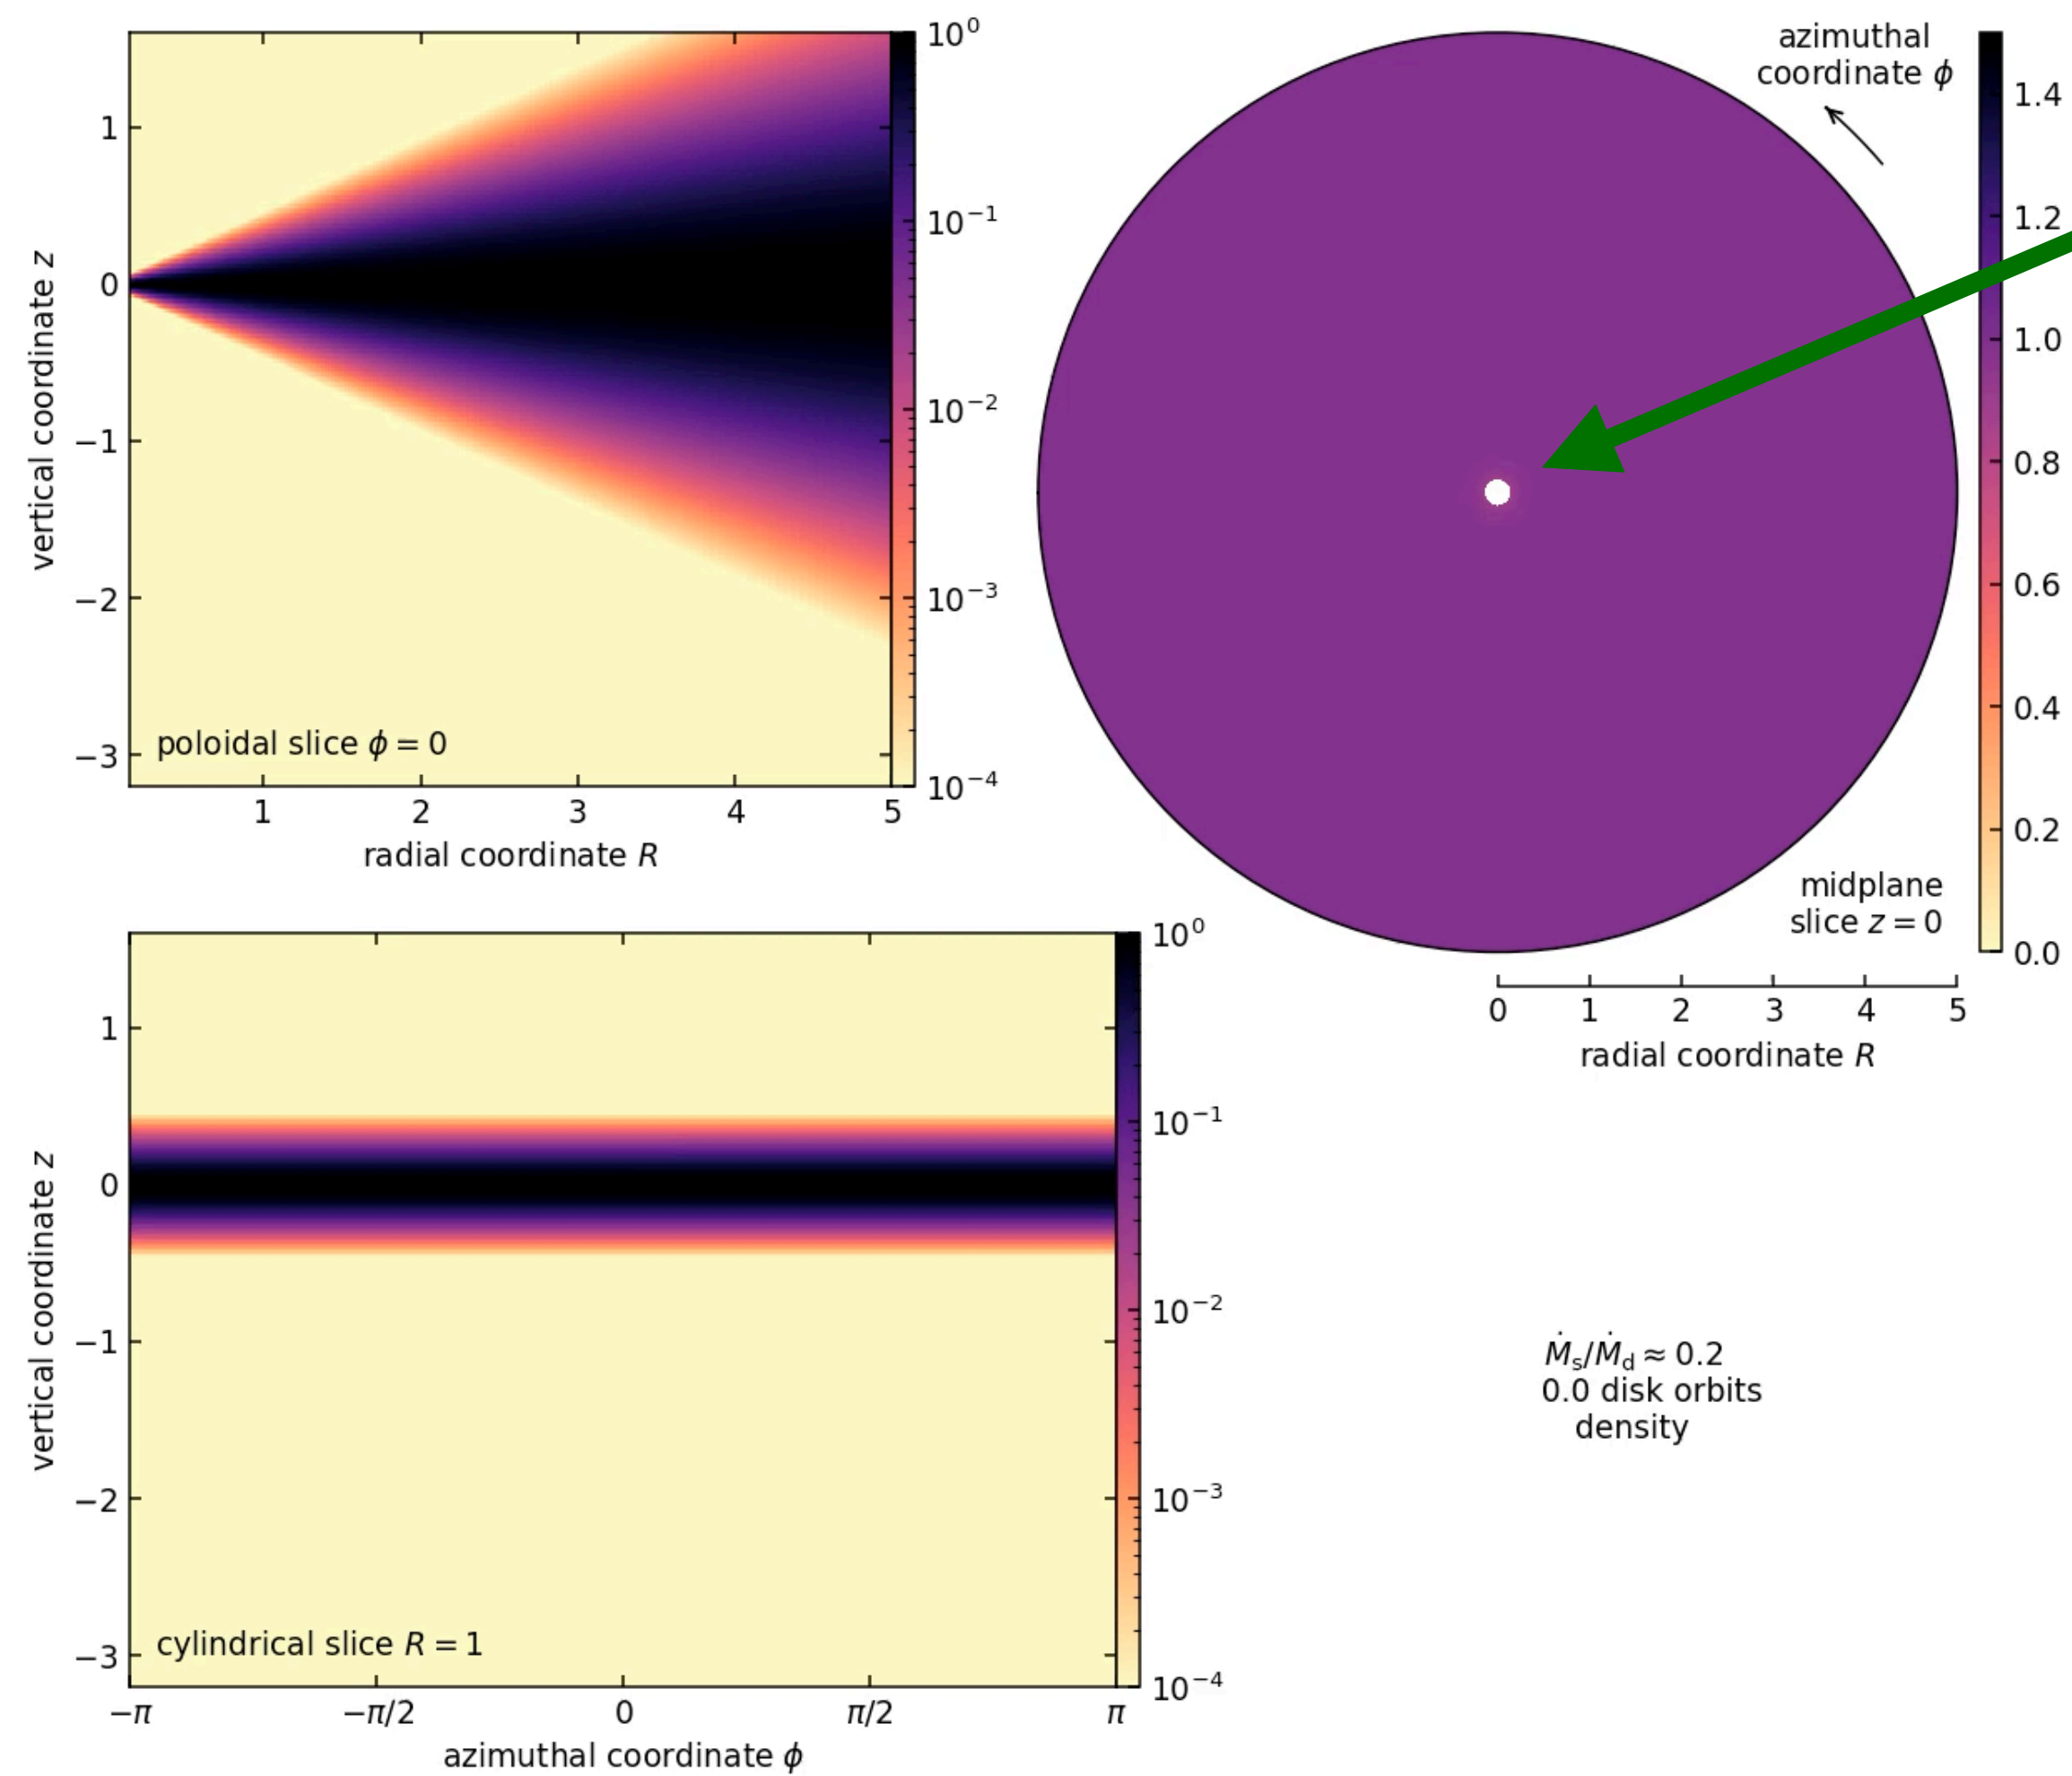 10⁰
10⁻¹
10⁻²
10⁻³
10⁻⁴
1
0
−1
−2
−3
vertical coordinate z
poloidal slice ϕ = 0
1 2 3 4 5
radial coordinate R
azimuthal
coordinate ϕ
1.4
1.2
1.0
0.8
0.6
0.4
0.2
0.0
midplane
slice z = 0
0 1 2 3 4 5
radial coordinate R
10⁰
10⁻¹
10⁻²
10⁻³
10⁻⁴
1
0
−1
−2
−3
vertical coordinate z
cylindrical slice R = 1
−π −π/2 0 π/2 π
azimuthal coordinate ϕ
Ṁs/Ṁd ≈ 0.2
0.0 disk orbits
density